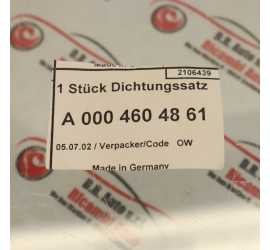 2106439
1 Stück Dichtungssatz
A 000 460 48 61
05.07.02 / Verpacker/Code OW
Made in Germany